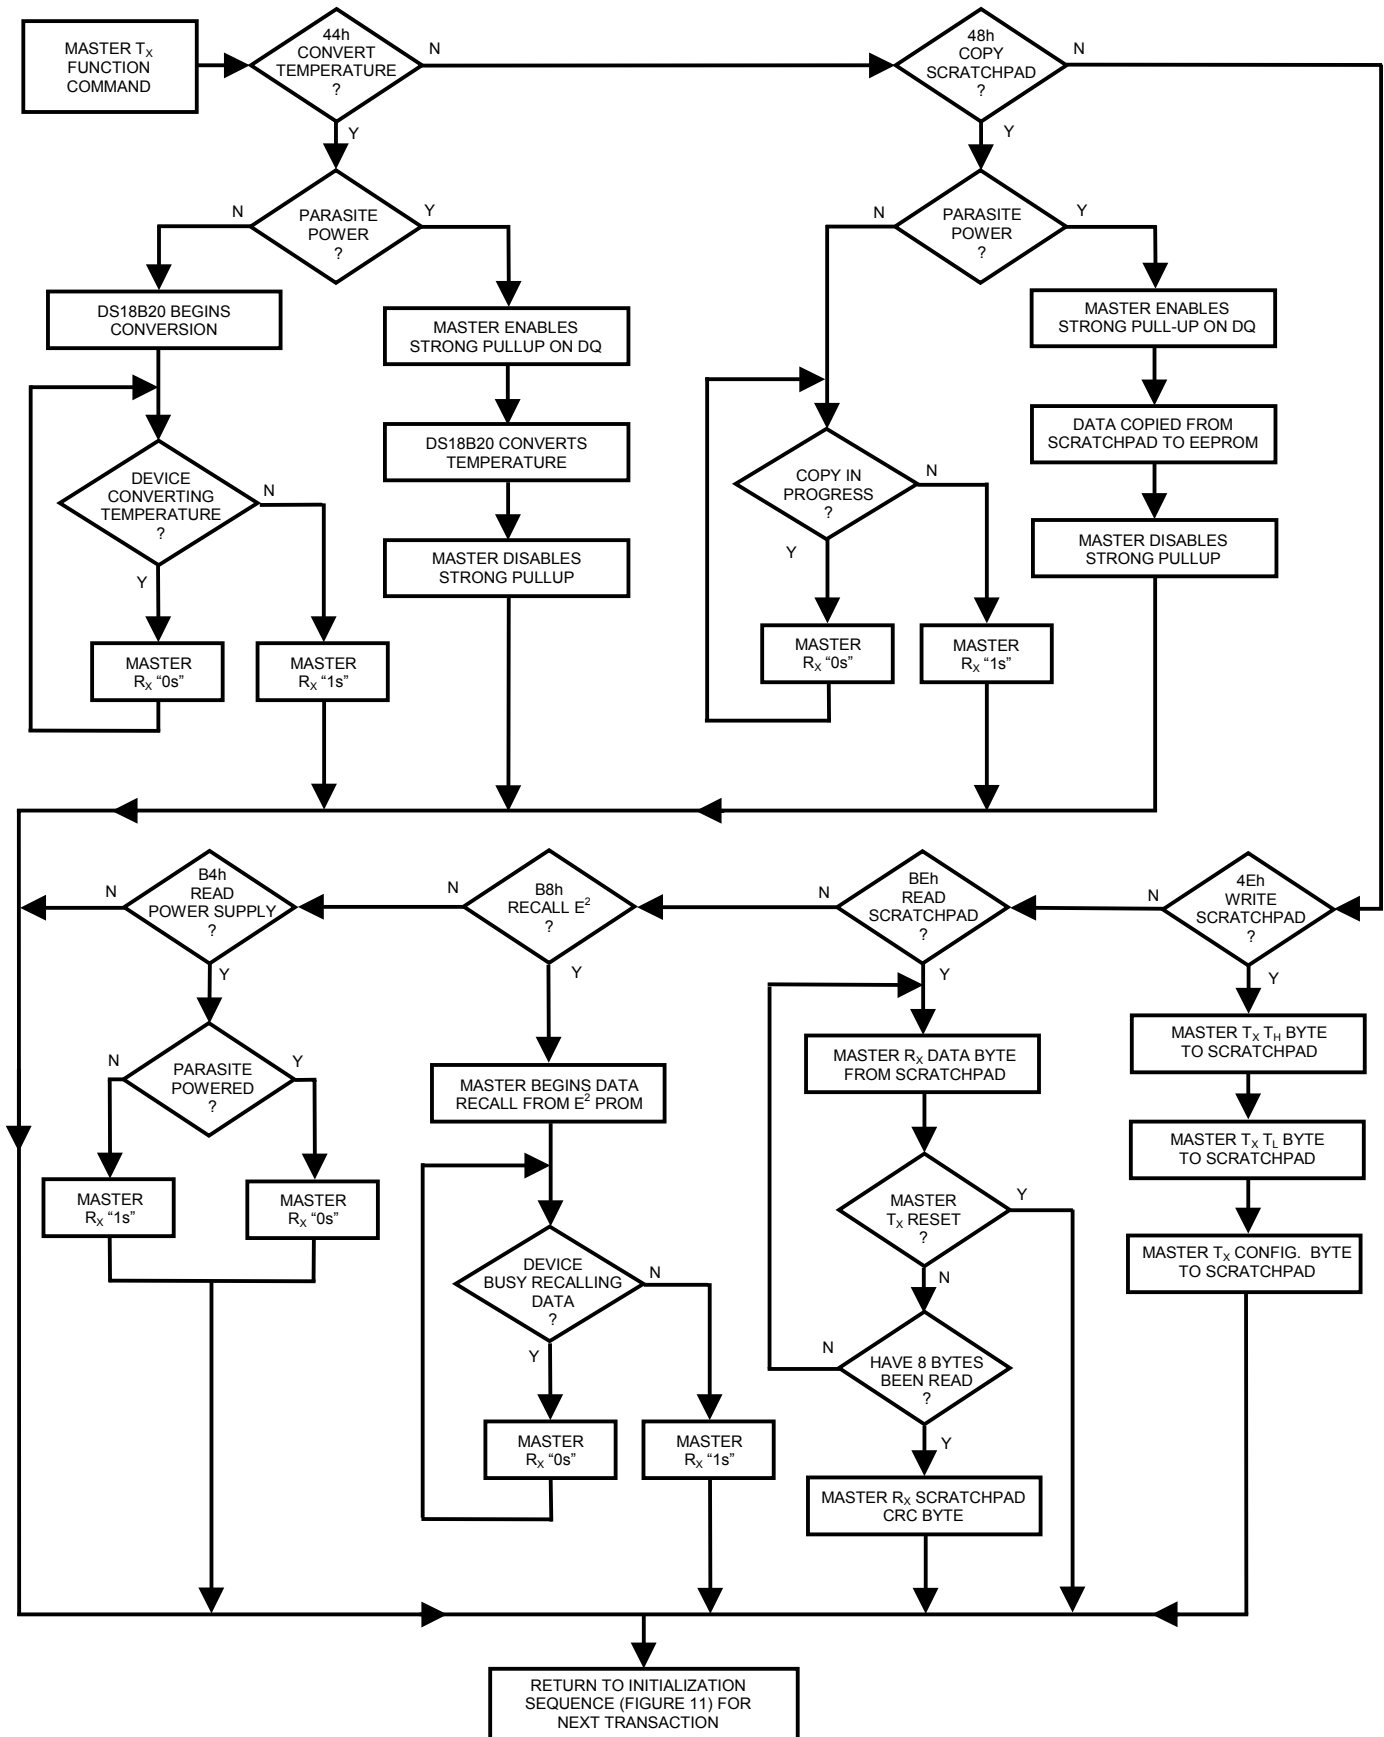 MASTER TX
FUNCTION
COMMAND
44h
CONVERT
TEMPERATURE
?
N
Y
48h
COPY
SCRATCHPAD
?
N
Y
PARASITE
POWER
?
N
Y
PARASITE
POWER
?
N
Y
DS18B20 BEGINS
CONVERSION
MASTER ENABLES
STRONG PULLUP ON DQ
MASTER ENABLES
STRONG PULL-UP ON DQ
DEVICE
CONVERTING
TEMPERATURE
?
N
Y
DS18B20 CONVERTS
TEMPERATURE
COPY IN
PROGRESS
?
N
Y
DATA COPIED FROM
SCRATCHPAD TO EEPROM
MASTER DISABLES
STRONG PULLUP
MASTER DISABLES
STRONG PULLUP
MASTER
RX “0s”
MASTER
RX “1s”
MASTER
RX “0s”
MASTER
RX “1s”
B4h
READ
POWER SUPPLY
?
N
Y
B8h
RECALL E2
?
N
Y
BEh
READ
SCRATCHPAD
?
N
Y
4Eh
WRITE
SCRATCHPAD
?
N
Y
PARASITE
POWERED
?
N
Y
MASTER BEGINS DATA
RECALL FROM E2 PROM
MASTER RX DATA BYTE
FROM SCRATCHPAD
MASTER TX TH BYTE
TO SCRATCHPAD
MASTER TX TL BYTE
TO SCRATCHPAD
MASTER
RX “1s”
MASTER
RX “0s”
MASTER
TX RESET
?
Y
N
MASTER TX CONFIG. BYTE
TO SCRATCHPAD
DEVICE
BUSY RECALLING
DATA
?
N
Y
HAVE 8 BYTES
BEEN READ
?
N
Y
MASTER
RX “0s”
MASTER
RX “1s”
MASTER RX SCRATCHPAD
CRC BYTE
RETURN TO INITIALIZATION
SEQUENCE (FIGURE 11) FOR
NEXT TRANSACTION